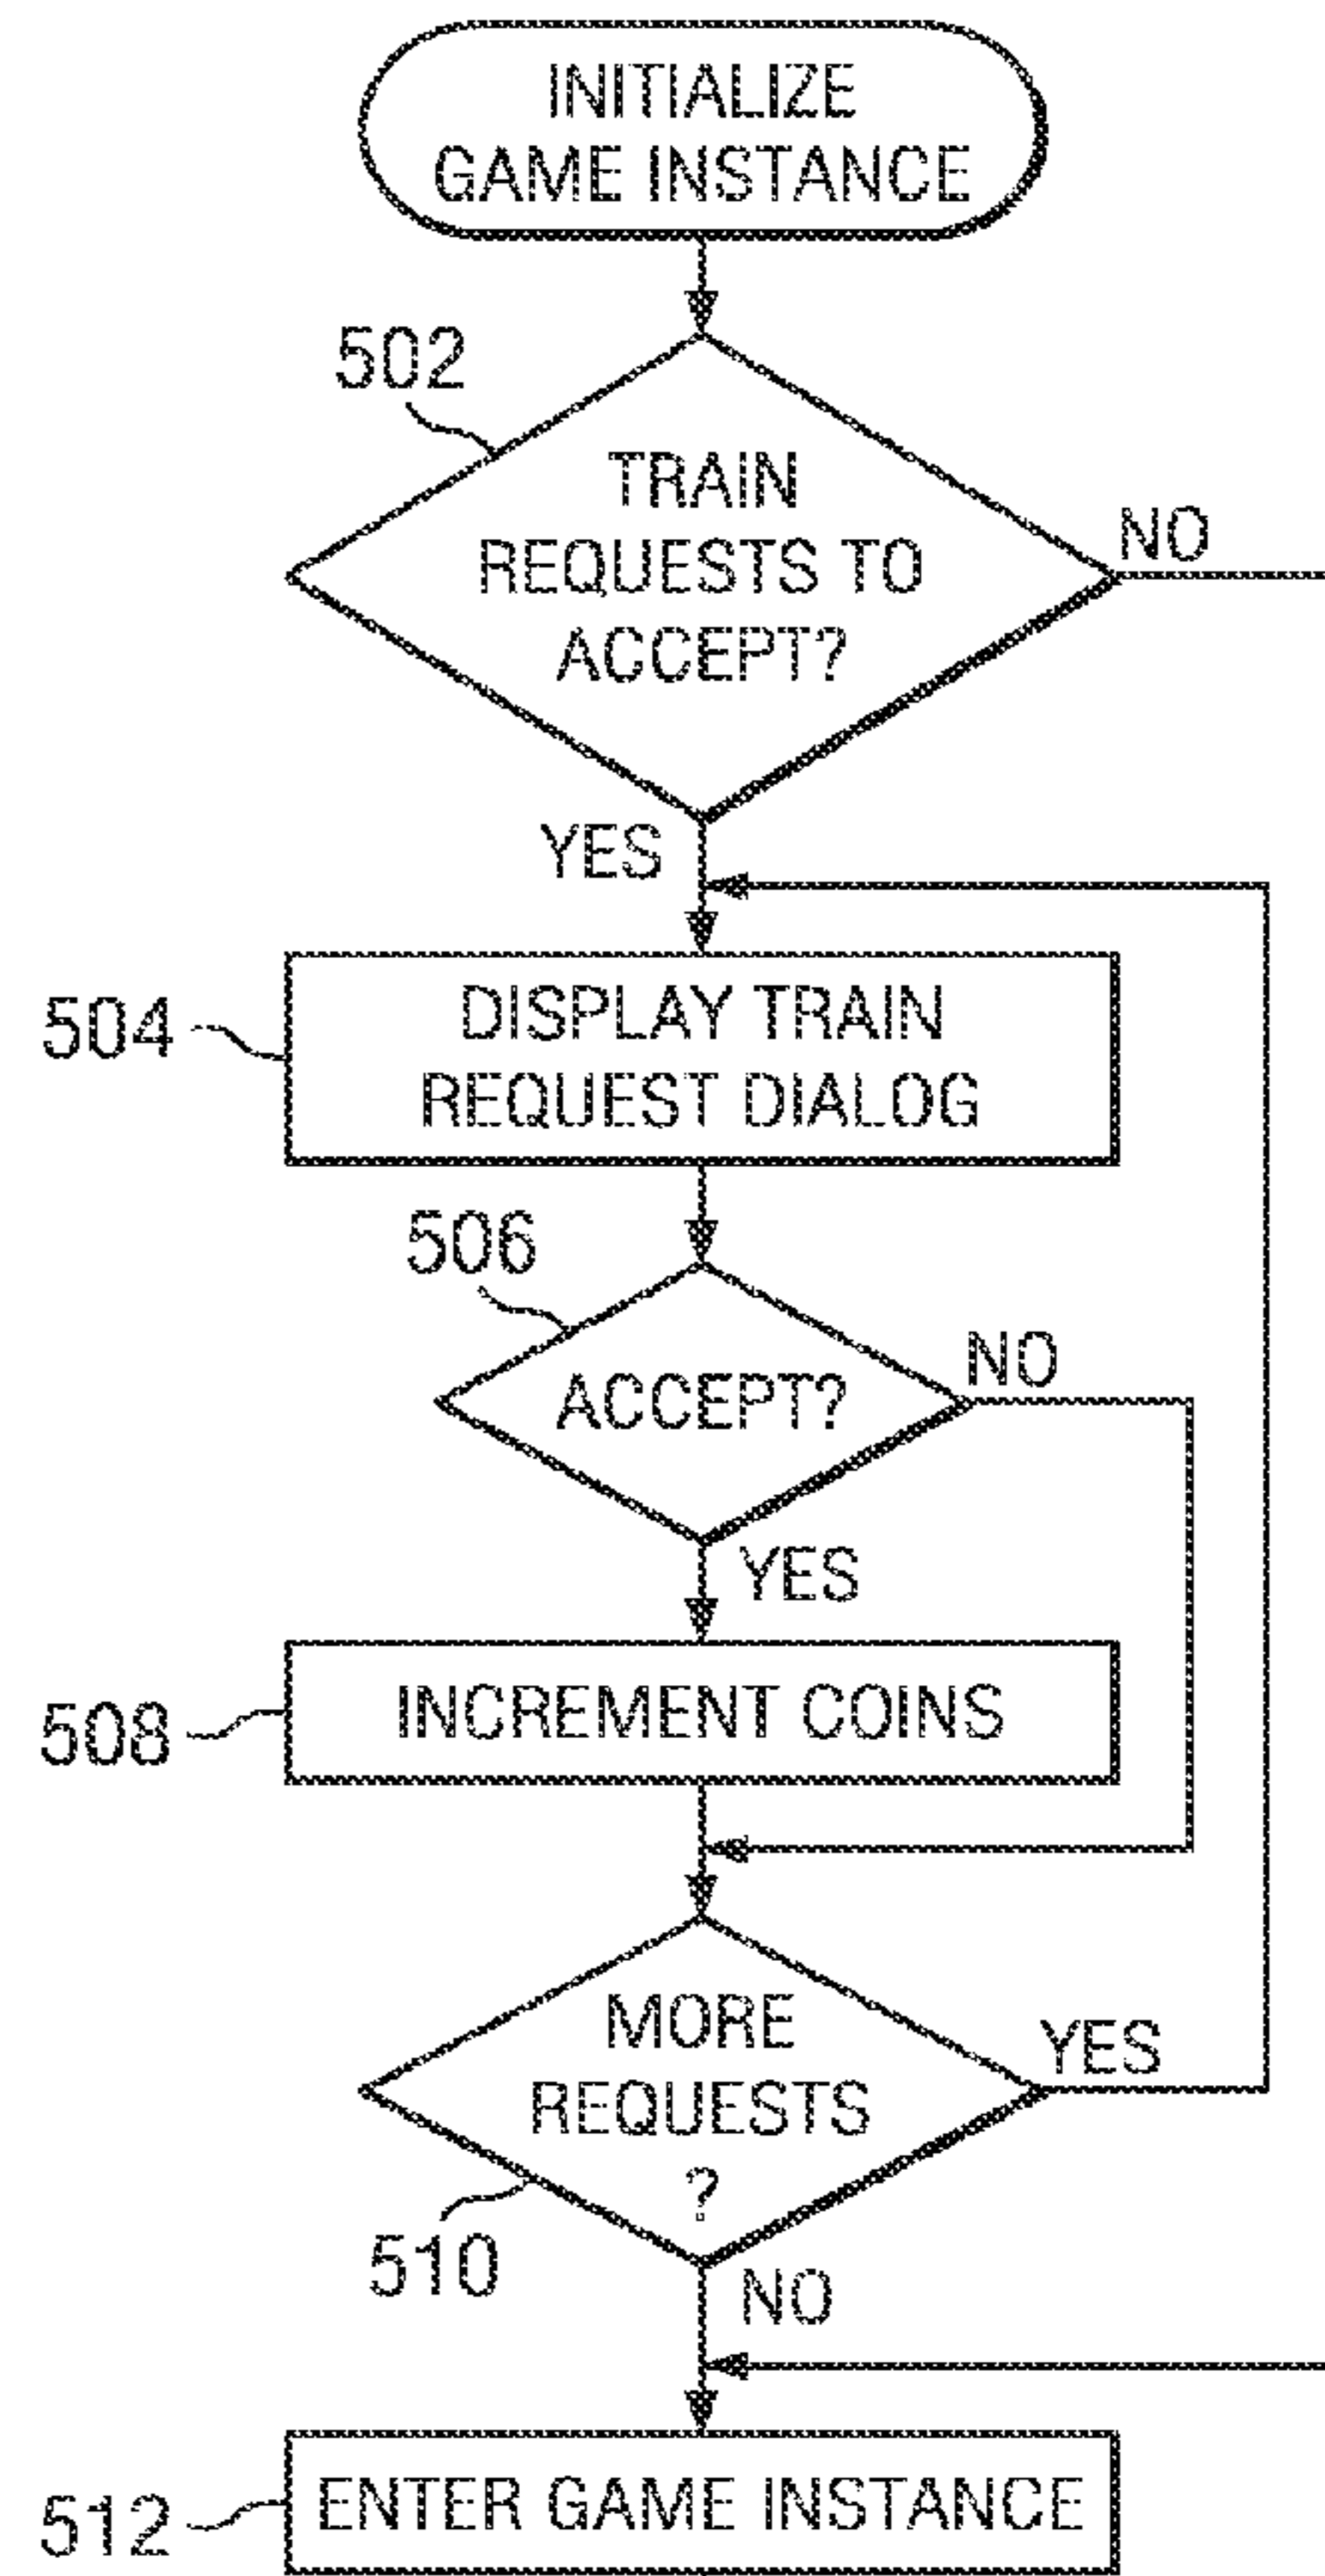 INITIALIZE
GAME INSTANCE
502
TRAIN
REQUESTS TO
ACCEPT?
NO
YES
504
DISPLAY TRAIN
REQUEST DIALOG
506
ACCEPT?
NO
YES
508
INCREMENT COINS
MORE
REQUESTS
?
YES
510
NO
512
ENTER GAME INSTANCE